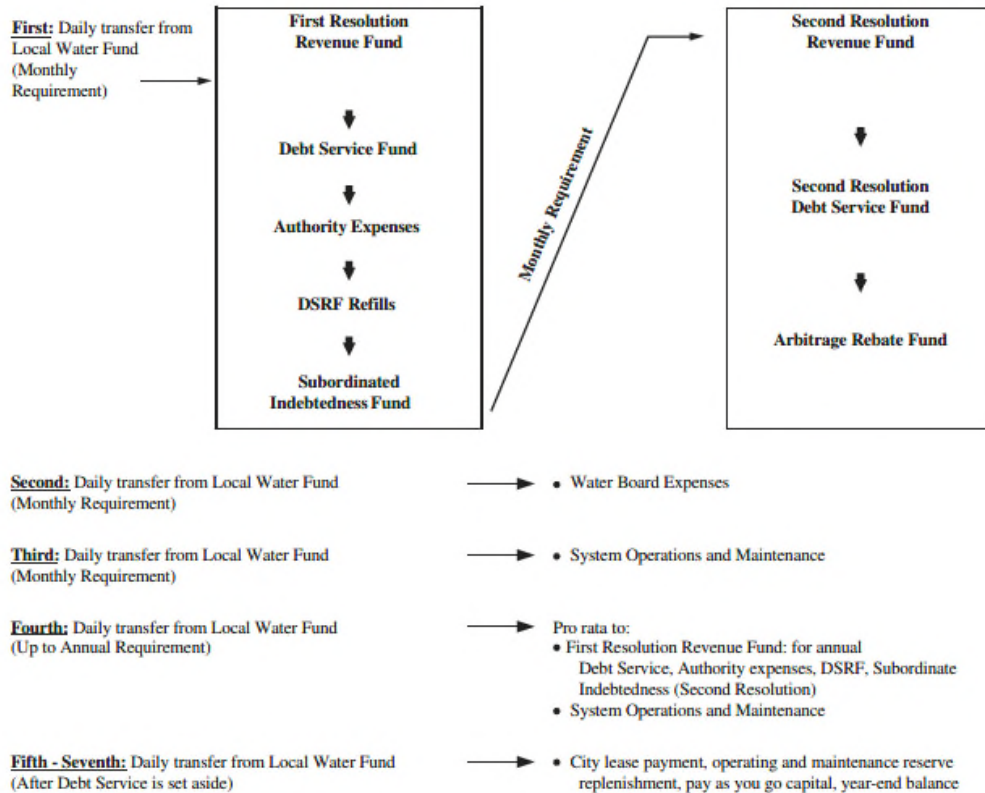 First: Daily transfer from
Local Water Fund
(Monthly
Requirement)
First Resolution
Revenue Fund
Debt Service Fund
Authority Expenses
DSRF Refills
Subordinated
Indebtedness Fund
Monthly Requirement
Second Resolution
Revenue Fund
Second Resolution
Debt Service Fund
Arbitrage Rebate Fund
Second: Daily transfer from Local Water Fund
(Monthly Requirement)
• Water Board Expenses
Third: Daily transfer from Local Water Fund
(Monthly Requirement)
• System Operations and Maintenance
Fourth: Daily transfer from Local Water Fund
(Up to Annual Requirement)
Pro rata to:
• First Resolution Revenue Fund: for annual
Debt Service, Authority expenses, DSRF, Subordinate
Indebtedness (Second Resolution)
• System Operations and Maintenance
Fifth - Seventh: Daily transfer from Local Water Fund
(After Debt Service is set aside)
• City lease payment, operating and maintenance reserve
replenishment, pay as you go capital, year-end balance